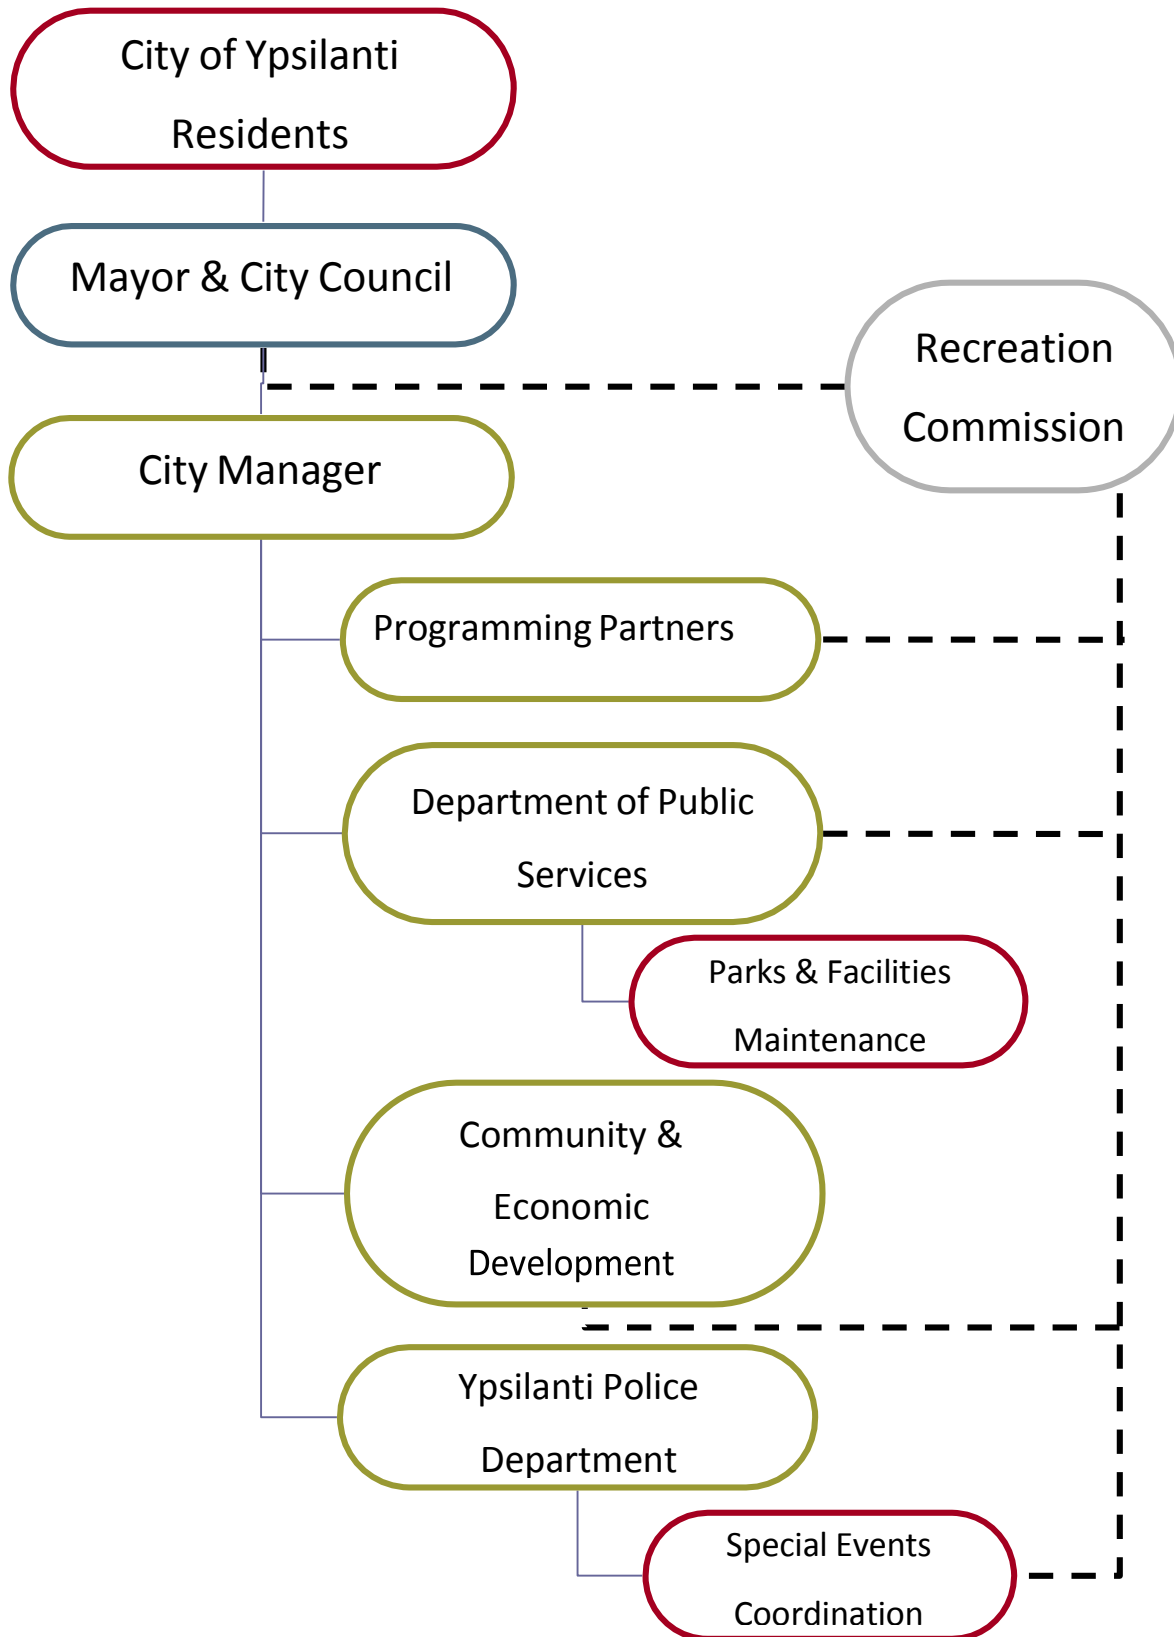 City of Ypsilanti
Residents
Mayor & City Council
Recreation
Commission
City Manager
Programming Partners
Department of Public
Services
Parks & Facilities
Maintenance
Community &
Economic
Development
Ypsilanti Police
Department
Special Events
Coordination